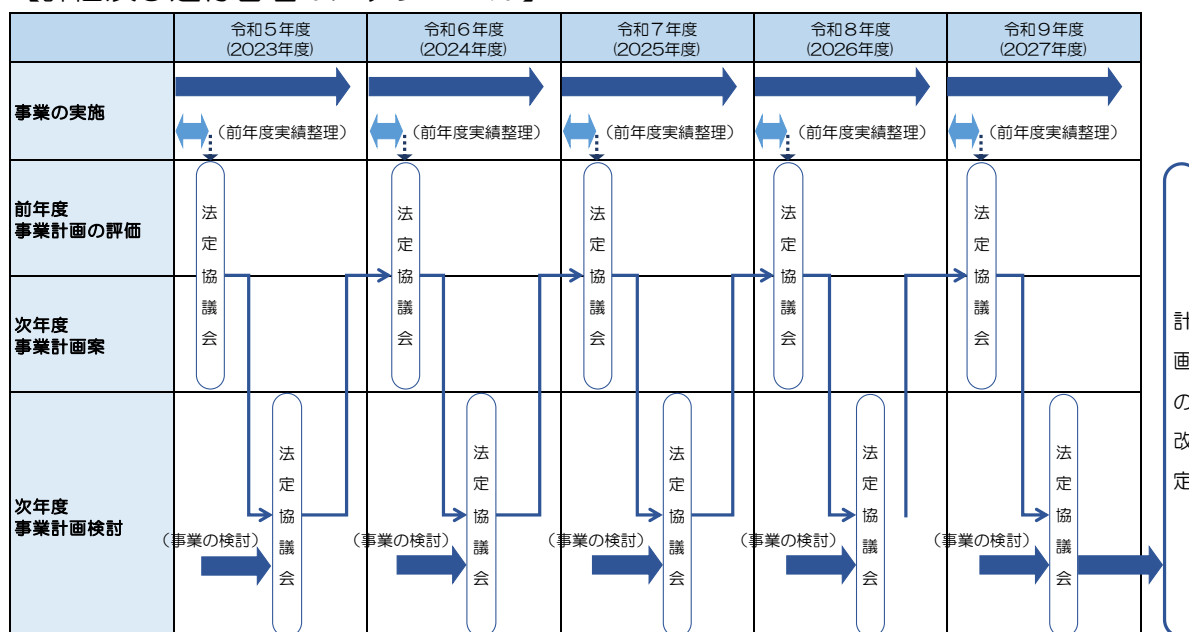 令和5年度 令和6年度 令和7年度 令和8年度 令和9年度
(2023年度) (2024年度) (2025年度) (2026年度) (2027年度)
事業の実施
(前年度実績整理) (前年度実績整理) (前年度実績整理) (前年度実績整理) (前年度実績整理)
前年度
事業計画の評価
次年度
事業計画案
法定協議会
法定協議会
法定協議会
法定協議会
法定協議会
次年度
事業計画検討
(事業の検討) (事業の検討) (事業の検討) (事業の検討) (事業の検討)
法定協議会
法定協議会
法定協議会
法定協議会
法定協議会
計画の改定